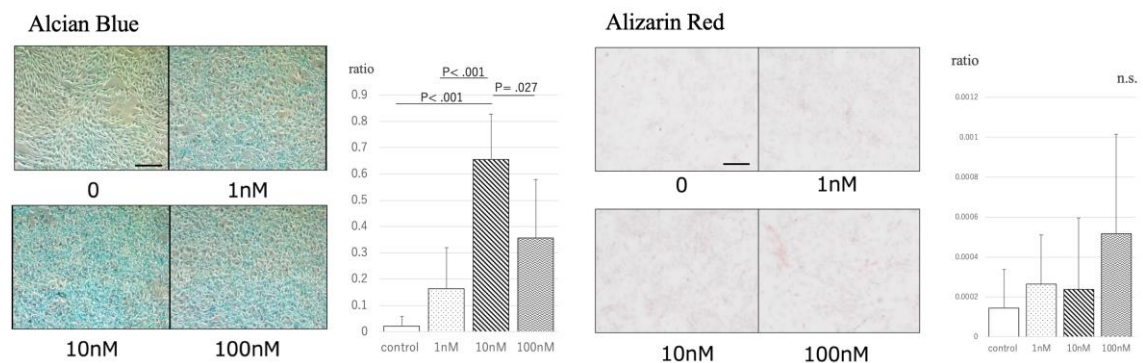 Alcian Blue
0
1nM
10nM
100nM
ratio
P< .001
P< .001
P= .027
0.9
0.8
0.7
0.6
0.5
0.4
0.3
0.2
0.1
0
control 1nM 10nM 100nM
Alizarin Red
0
1nM
10nM
100nM
ratio
n.s.
0.0012
0.001
0.0008
0.0006
0.0004
0.0002
0
control 1nM 10nM 100nM